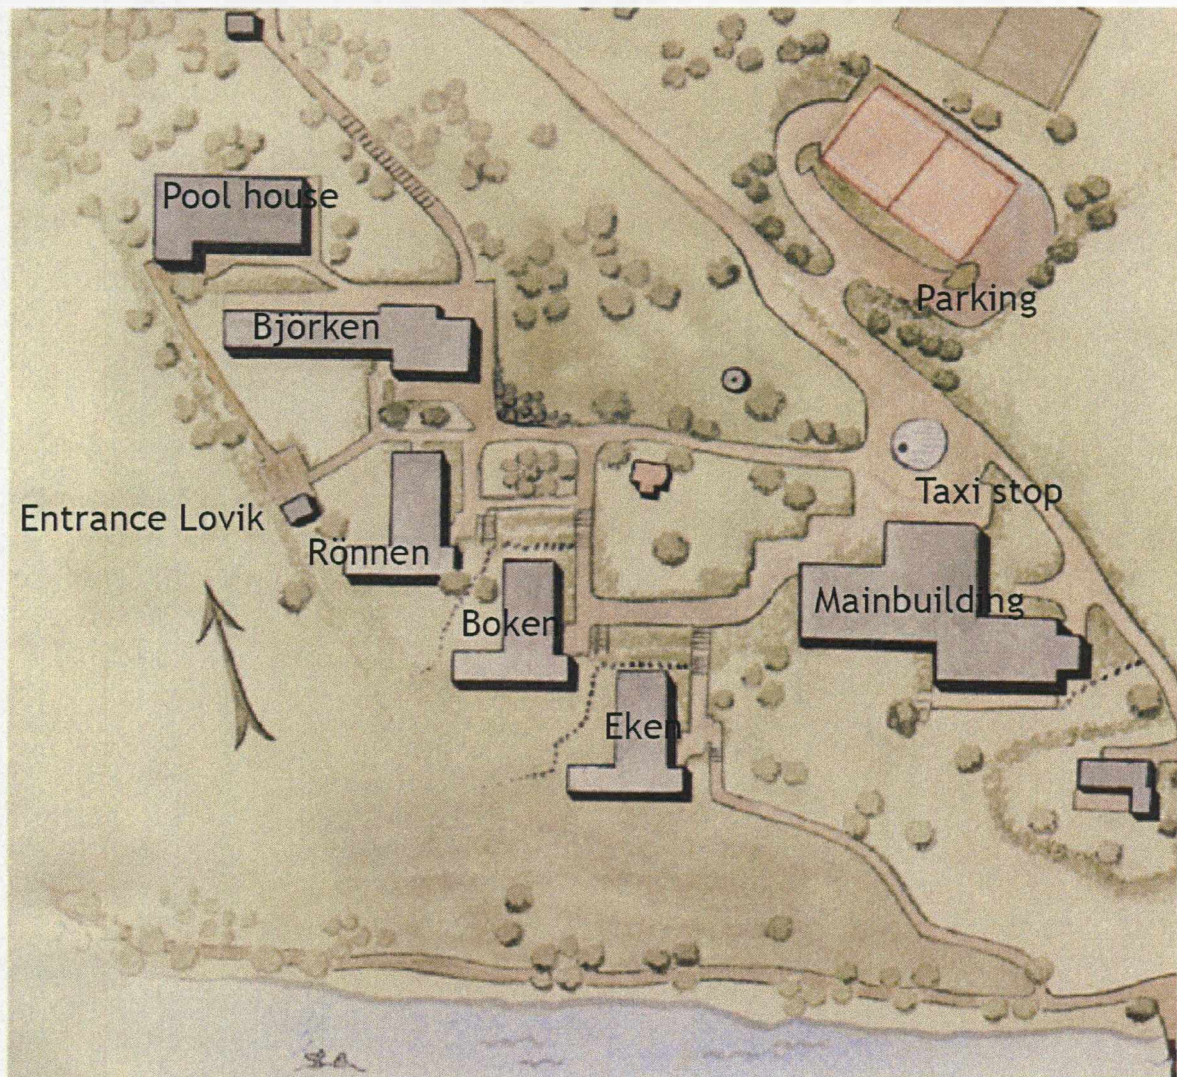 Pool house
Björken
Parking
Taxi stop
Entrance Lovik
Rönnen
Mainbuilding
Boken
Eken